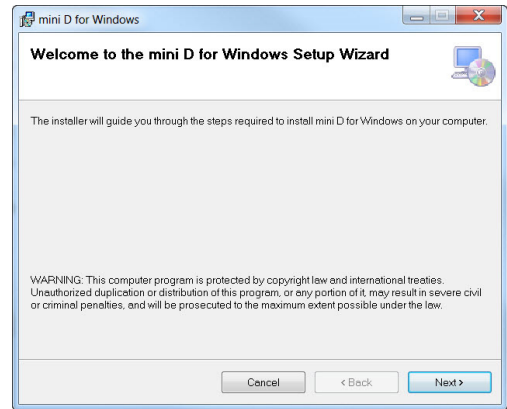 mini D for Windows
Welcome to the mini D for Windows Setup Wizard
The installer will guide you through the steps required to install mini D for Windows on your computer.
WARNING: This computer program is protected by copyright law and international treaties.
Unauthorized duplication or distribution of this program, or any portion of it, may result in severe civil
or criminal penalties, and will be prosecuted to the maximum extent possible under the law.
Cancel
< Back
Next >